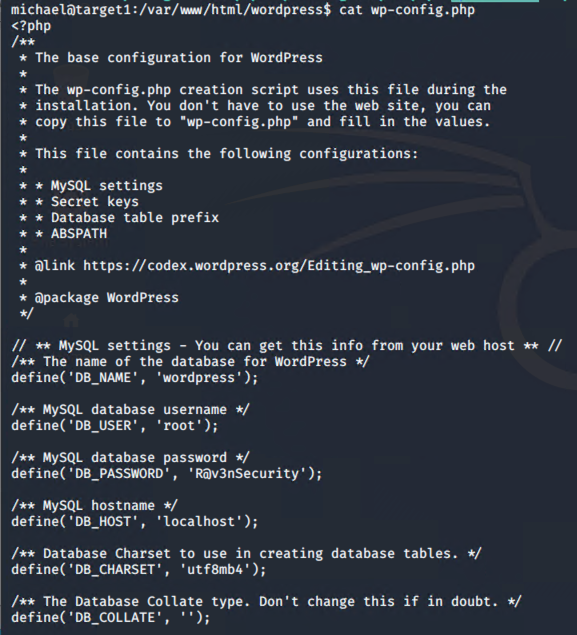 michael@target1:/var/www/html/wordpress$ cat wp-config.php
<?php
/**
 * The base configuration for WordPress
 *
 * The wp-config.php creation script uses this file during the
 * installation. You don't have to use the web site, you can
 * copy this file to "wp-config.php" and fill in the values.
 *
 * This file contains the following configurations:
 *
 * * MySQL settings
 * * Secret keys
 * * Database table prefix
 * * ABSPATH
 *
 * @link https://codex.wordpress.org/Editing_wp-config.php
 *
 * @package WordPress
 */

// ** MySQL settings - You can get this info from your web host ** //
/** The name of the database for WordPress */
define('DB_NAME', 'wordpress');

/** MySQL database username */
define('DB_USER', 'root');

/** MySQL database password */
define('DB_PASSWORD', 'R@v3nSecurity');

/** MySQL hostname */
define('DB_HOST', 'localhost');

/** Database Charset to use in creating database tables. */
define('DB_CHARSET', 'utf8mb4');

/** The Database Collate type. Don't change this if in doubt. */
define('DB_COLLATE', '');